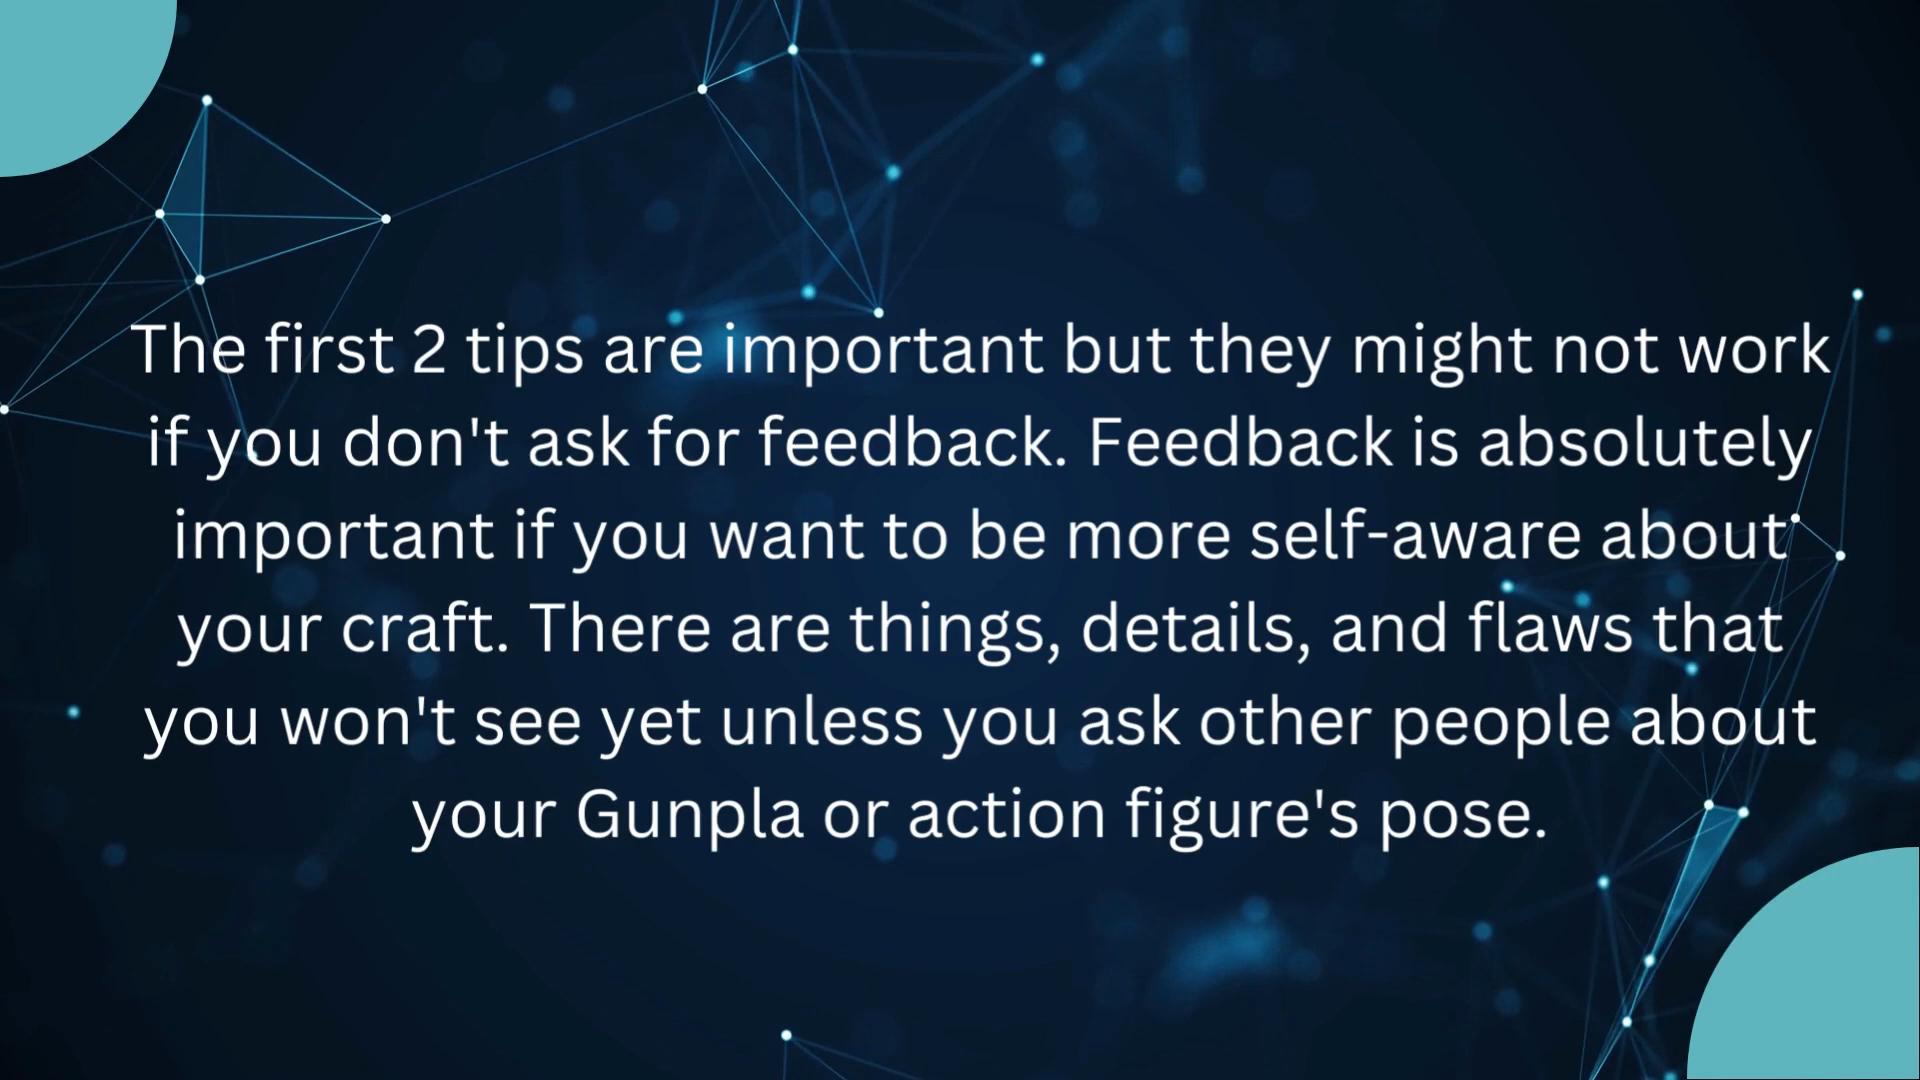 The first 2 tips are important but they might not work
if you don't ask for feedback. Feedback is absolutely
important if you want to be more self-aware about
your craft. There are things, details, and flaws that
you won't see yet unless you ask other people about
your Gunpla or action figure's pose.